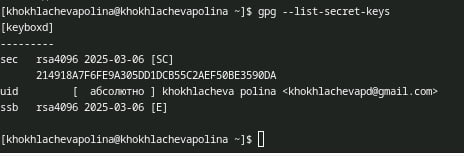 [khokhlachevapolina@khokhlachevapolina ~]$ gpg --list-secret-keys
[keyboxd]
---------
sec   rsa4096 2025-03-06 [SC]
      214918A7F6FE9A305DD1DCB55C2AEF50BE3590DA
uid         [  абсолютно ] khokhlacheva polina <khokhlachevapd@gmail.com>
ssb   rsa4096 2025-03-06 [E]
[khokhlachevapolina@khokhlachevapolina ~]$